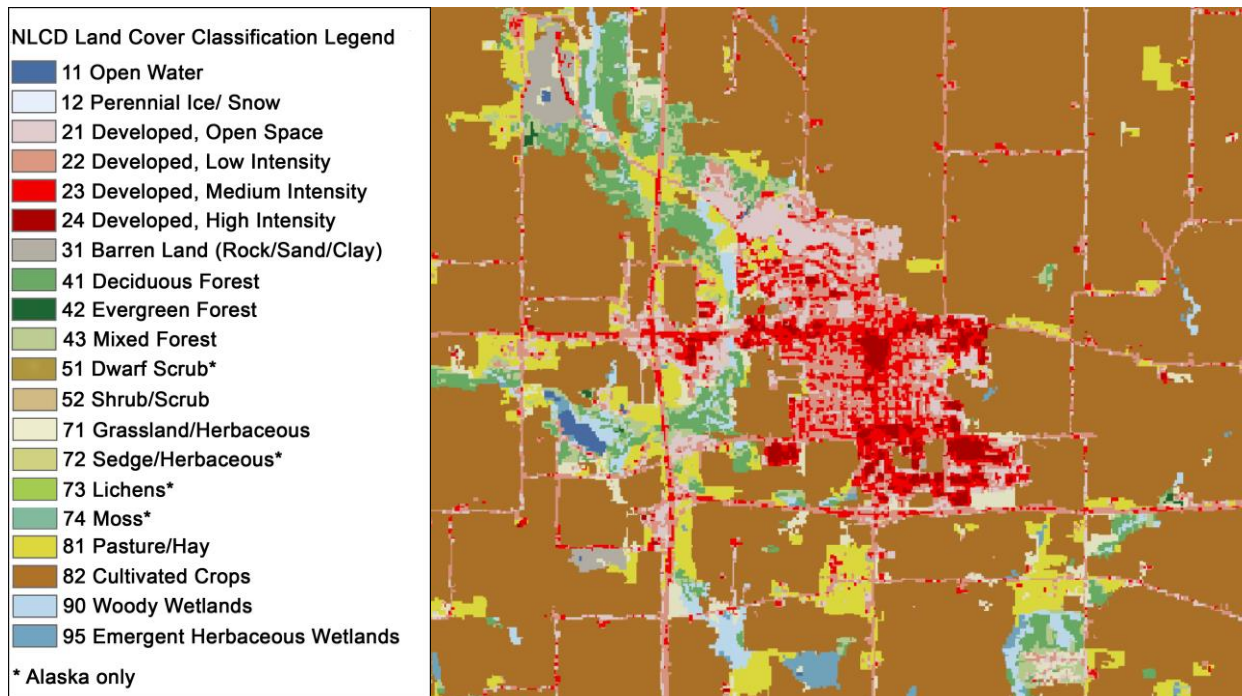 NLCD Land Cover Classification Legend
11 Open Water
12 Perennial Ice/ Snow
21 Developed, Open Space
22 Developed, Low Intensity
23 Developed, Medium Intensity
24 Developed, High Intensity
31 Barren Land (Rock/Sand/Clay)
41 Deciduous Forest
42 Evergreen Forest
43 Mixed Forest
51 Dwarf Scrub*
52 Shrub/Scrub
71 Grassland/Herbaceous
72 Sedge/Herbaceous*
73 Lichens*
74 Moss*
81 Pasture/Hay
82 Cultivated Crops
90 Woody Wetlands
95 Emergent Herbaceous Wetlands
* Alaska only